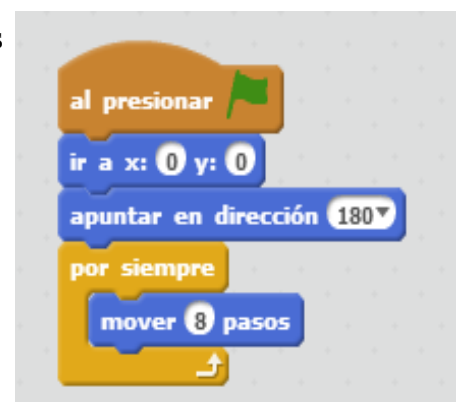 s
al presionar
ir a x: 0 y: 0
apuntar en dirección 180
por siempre
mover 8 pasos